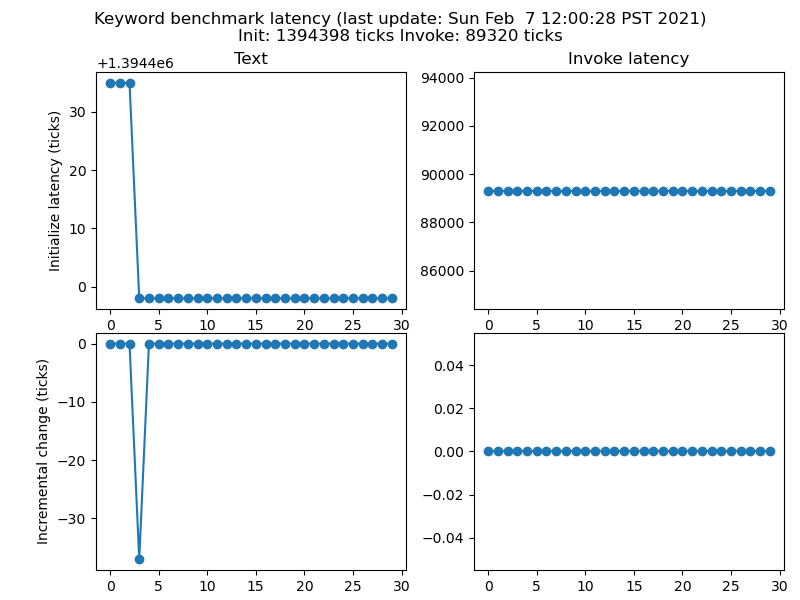 Keyword benchmark latency (last update: Sun Feb  7 12:00:28 PST 2021)
Init: 1394398 ticks Invoke: 89320 ticks
Text
Invoke latency
+1.3944e6
Initialize latency (ticks)
30
20
10
0
0 5 10 15 20 25 30
94000
92000
90000
88000
86000
0 5 10 15 20 25 30
Incremental change (ticks)
0
−10
−20
−30
0 5 10 15 20 25 30
0.04
0.02
0.00
−0.02
−0.04
0 5 10 15 20 25 30